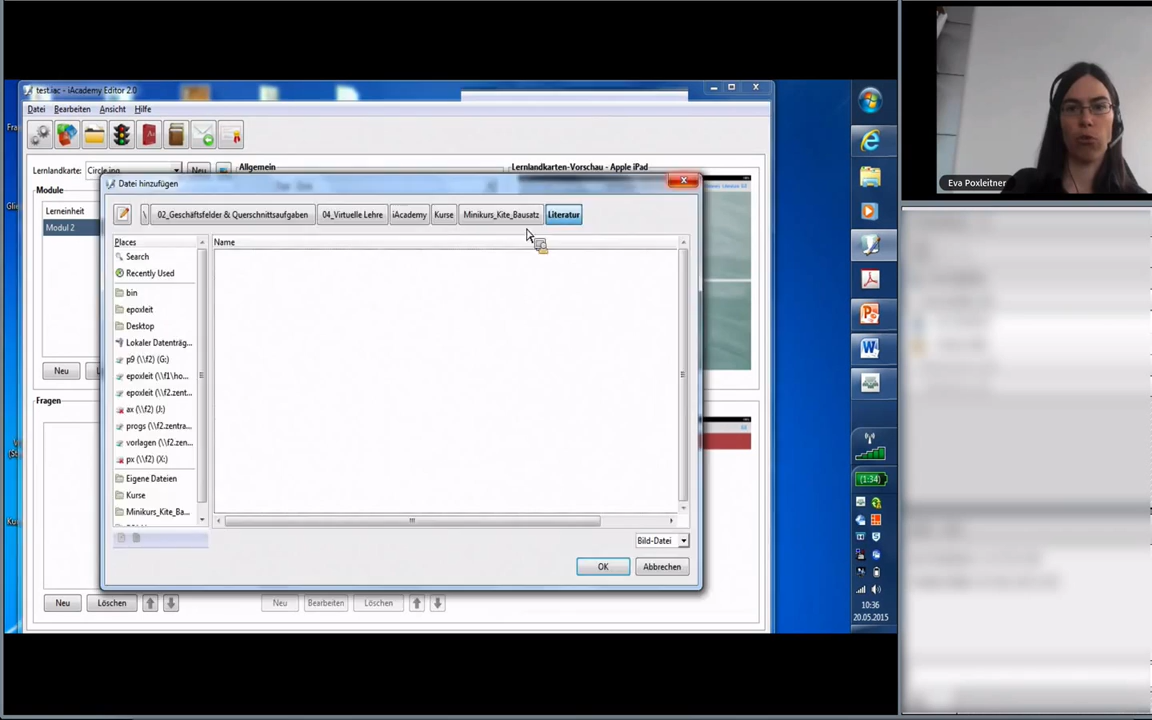 test.iac - iAcademy Editor 2.0
Datei Bearbeiten Ansicht Hilfe
Lernlandkarte: Circle.png Neu
Allgemein
Lernlandkarten-Vorschau - Apple iPad
Module
Lerneinheit
Modul 2
Neu
Fragen
Neu Löschen
Neu Bearbeiten Löschen
Datei hinzufügen
\ 02_Geschäftsfelder & Querschnittsaufgaben 04_Virtuelle Lehre iAcademy Kurse Minikurs_Kite_Bausatz Literatur
Places
Name
Search
Recently Used
bin
epoxleit
Desktop
Lokaler Datenträg...
p9 (\\f2) (G:)
epoxleit (\\f1\ho...
epoxleit (\\f2.zent...
ax (\\f2) (J:)
progs (\\f2.zentra...
vorlagen (\\f2.zen...
px (\\f2) (X:)
Eigene Dateien
Kurse
Minikurs_Kite_Ba...
Bild-Datei
OK Abbrechen
(1:34)
10:36
20.05.2015
Eva Poxleitner